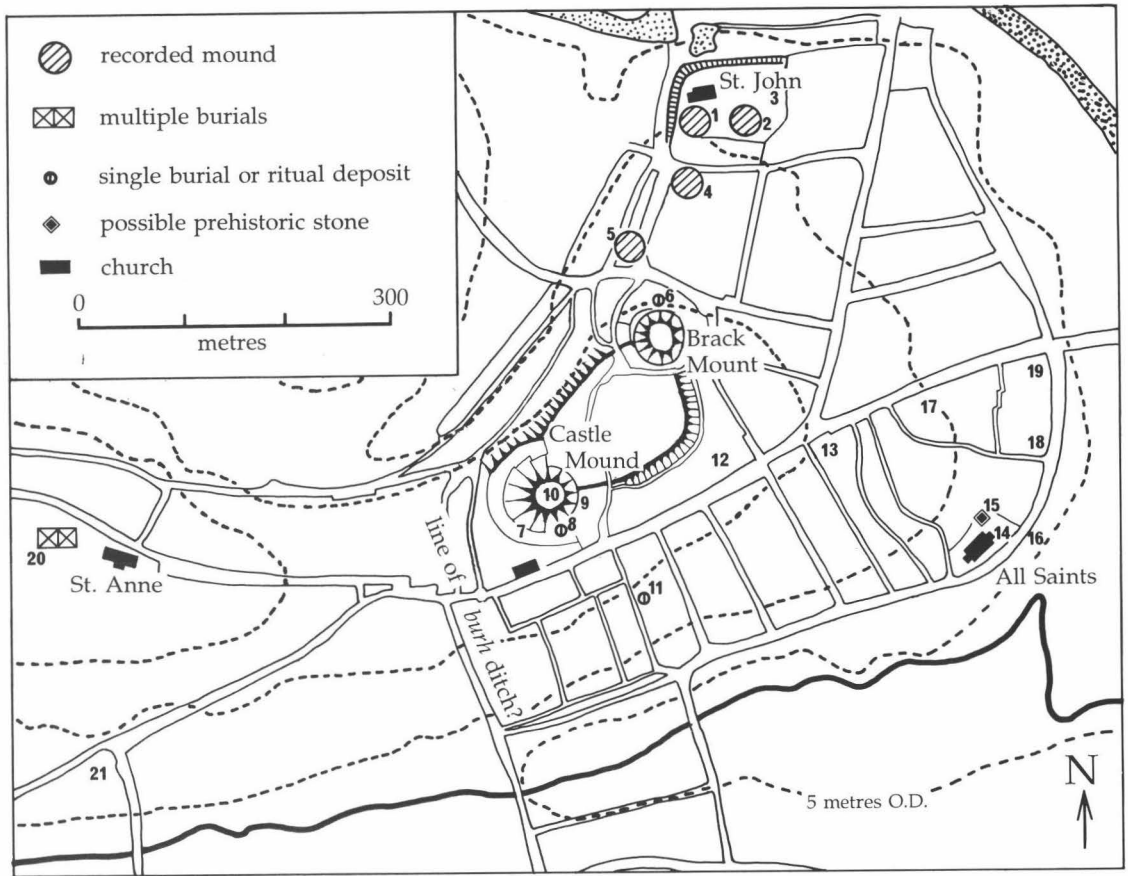 recorded mound
multiple burials
single burial or ritual deposit
possible prehistoric stone
church
0 300
metres
St. John
3
1
2
4
5
6
Brack
Mount
Castle
Mound
10
9
7
8
12
13
17
19
18
15
14
16
All Saints
11
20
St. Anne
line of
burh ditch?
21
5 metres O.D.
N